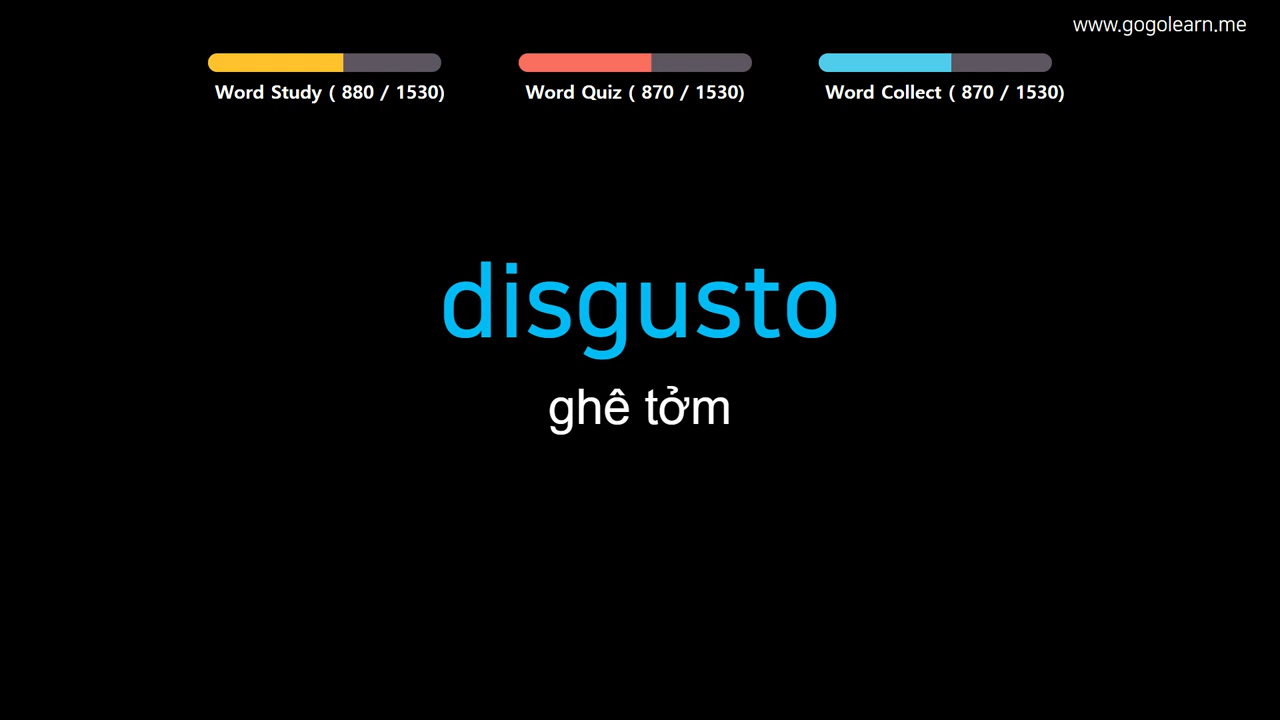 www.gogolearn.me
Word Study ( 880 / 1530)
Word Quiz ( 870 / 1530)
Word Collect ( 870 / 1530)
disgusto
ghê tởm